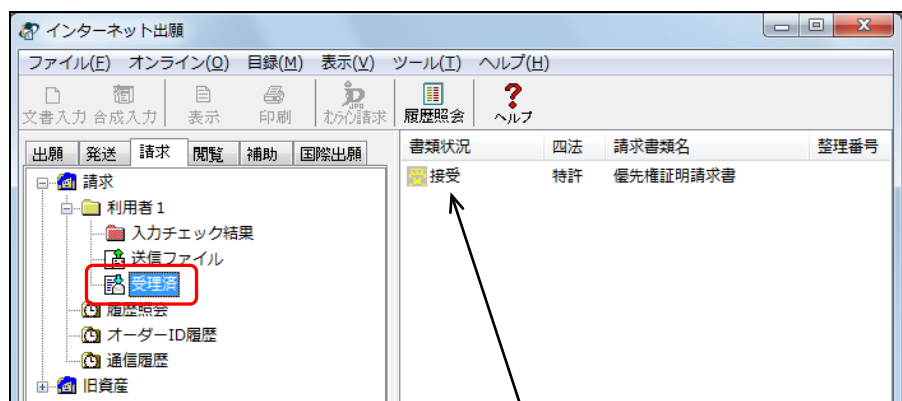 インターネット出願
ファイル(F) オンライン(O) 目録(M) 表示(V) ツール(T) ヘルプ(H)
文書入力 合成入力 表示 印刷 オンライン請求 履歴照会 ヘルプ
出願 発送 請求 閲覧 補助 国際出願
書類状況 四法 請求書類名 整理番号
受 接受 特許 優先権証明請求書
請求
利用者1
入力チェック結果
送信ファイル
受理済
履歴照会
オーダーID履歴
通信履歴
旧資産